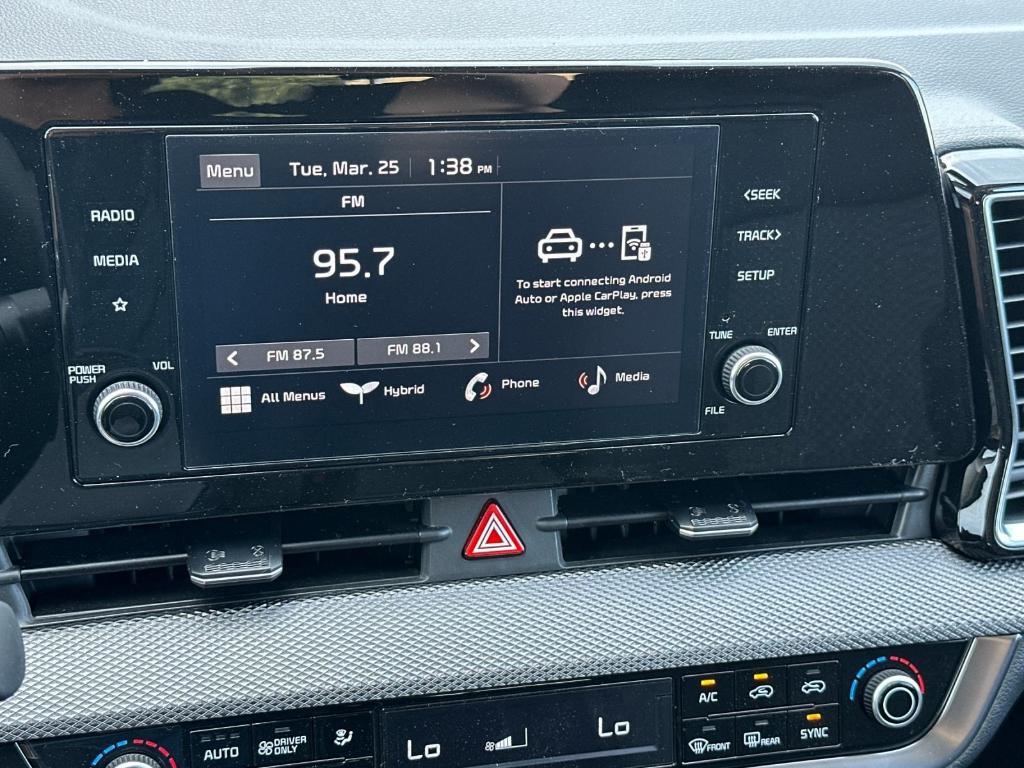 Menu Tue, Mar. 25 1:38 PM
RADIO
MEDIA
POWER
PUSH
VOL
FM
95.7
Home
< FM 87.5
FM 88.1 >
To start connecting Android
Auto or Apple CarPlay, press
this widget.
All Menus
Hybrid
Phone
Media
<SEEK
TRACK>
SETUP
TUNE
ENTER
FILE
AUTO
DRIVER
ONLY
Lo
Lo
A/C
FRONT
REAR
SYNC